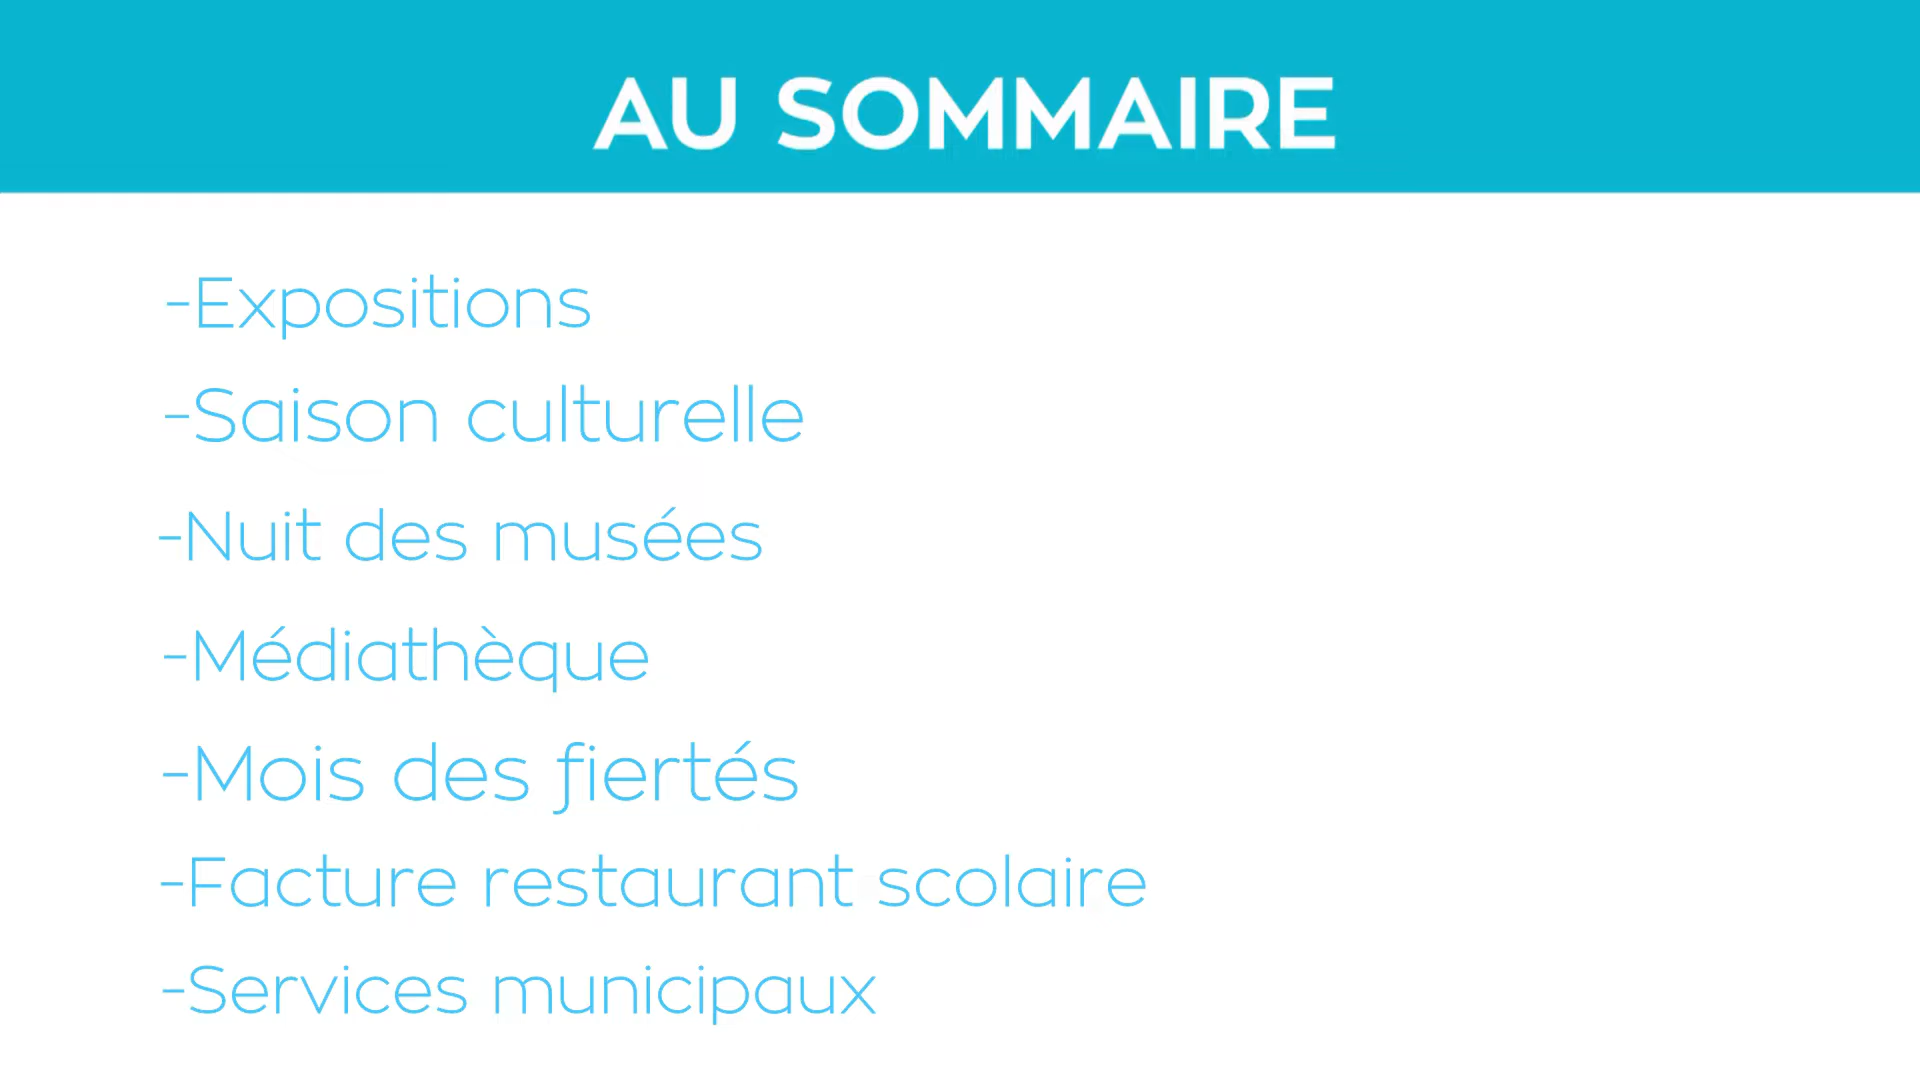 AU SOMMAIRE
-Expositions
-Saison culturelle
-Nuit des musées
-Médiathèque
-Mois des fiertés
-Facture restaurant scolaire
-Services municipaux